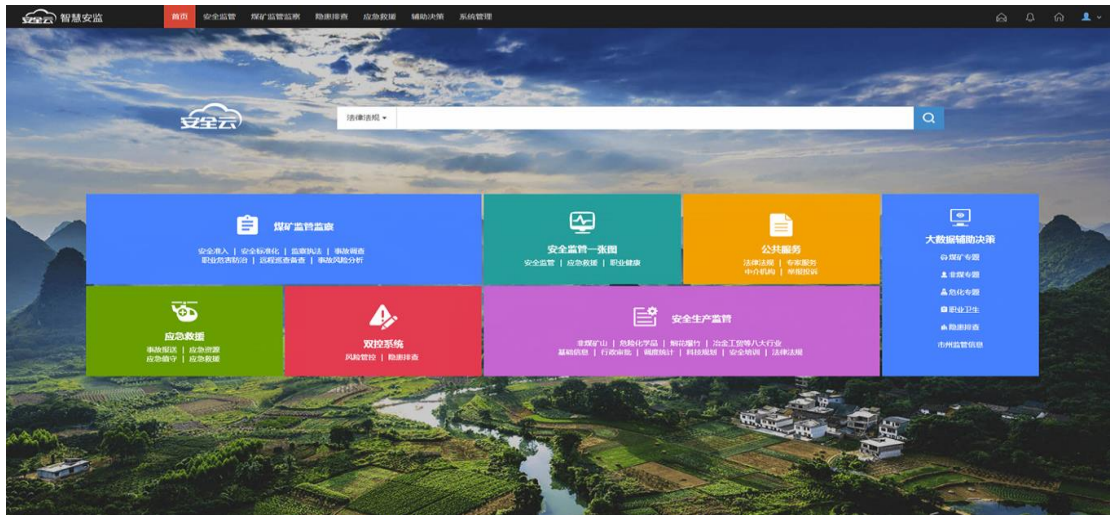 安全云 智慧安监 首页 安全监管 煤矿监管监察 隐患排查 应急救援 辅助决策 系统管理
安全云 法律法规
煤矿监管监察
安全准入 | 安全标准化 | 监察执法 | 事故调查
职业危害防治 | 远程巡查备查 | 事故风险分析
安全监管一张图
安全监管 | 应急救援 | 职业健康
公共服务
法律法规 | 专家服务
中介机构 | 举报投诉
大数据辅助决策
煤矿专题
非煤专题
危化专题
职业卫生
隐患排查
市州监管信息
应急救援
事故报送 | 应急资源
应急值守 | 应急救援
双控系统
风险管控 | 隐患排查
安全生产监管
非煤矿山 | 危险化学品 | 烟花爆竹 | 冶金工贸等八大行业
基础信息 | 行政审批 | 调度统计 | 科技规划 | 安全培训 | 法律法规